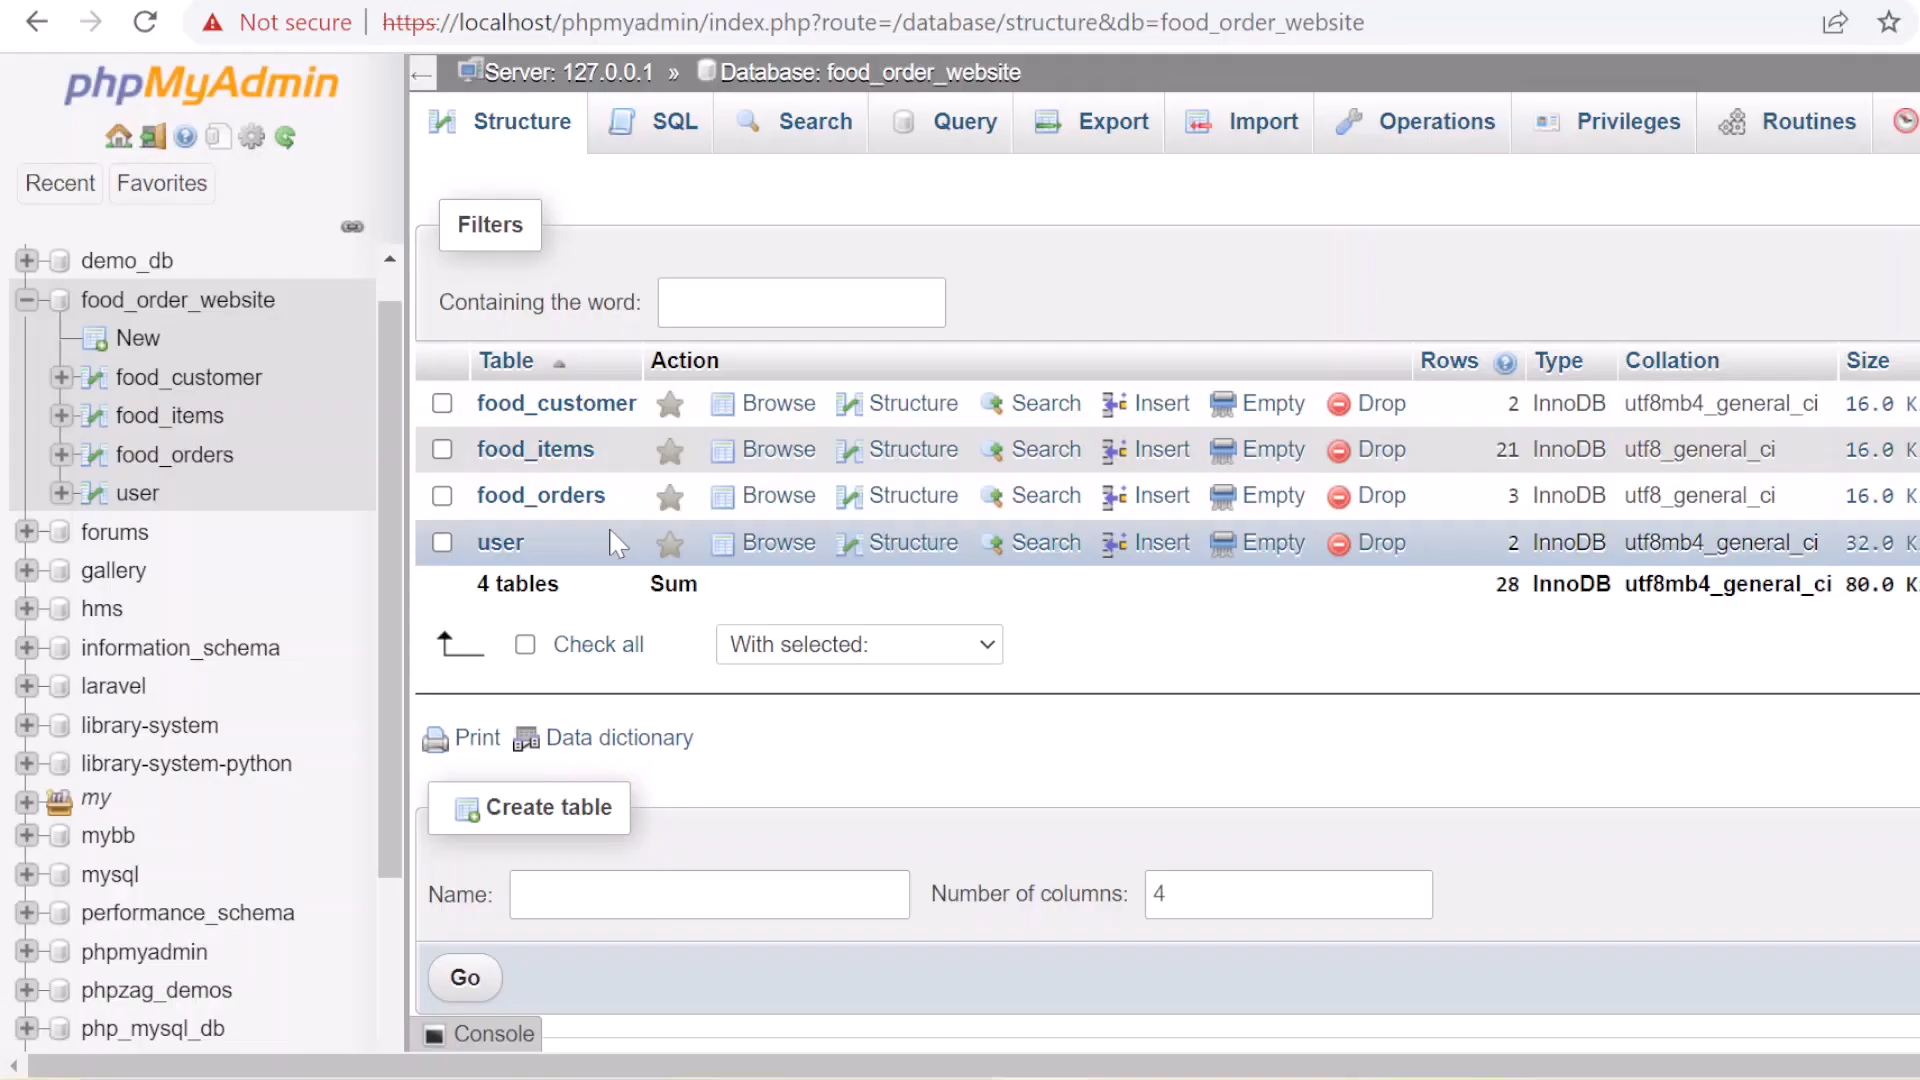 Not secure | https://localhost/phpmyadmin/index.php?route=/database/structure&db=food_order_website
phpMyAdmin
Recent Favorites
demo_db
food_order_website
New
food_customer
food_items
food_orders
user
forums
gallery
hms
information_schema
laravel
library-system
library-system-python
my
mybb
mysql
performance_schema
phpmyadmin
phpzag_demos
php_mysql_db
Server: 127.0.0.1 » Database: food_order_website
Structure SQL Search Query Export Import Operations Privileges Routines
Filters
Containing the word:
Table Action Rows Type Collation Size
food_customer Browse Structure Search Insert Empty Drop 2 InnoDB utf8mb4_general_ci 16.0 K
food_items Browse Structure Search Insert Empty Drop 21 InnoDB utf8_general_ci 16.0 K
food_orders Browse Structure Search Insert Empty Drop 3 InnoDB utf8_general_ci 16.0 K
user Browse Structure Search Insert Empty Drop 2 InnoDB utf8mb4_general_ci 32.0 K
4 tables Sum 28 InnoDB utf8mb4_general_ci 80.0 K
Check all With selected:
Print Data dictionary
Create table
Name: Number of columns: 4
Go
Console